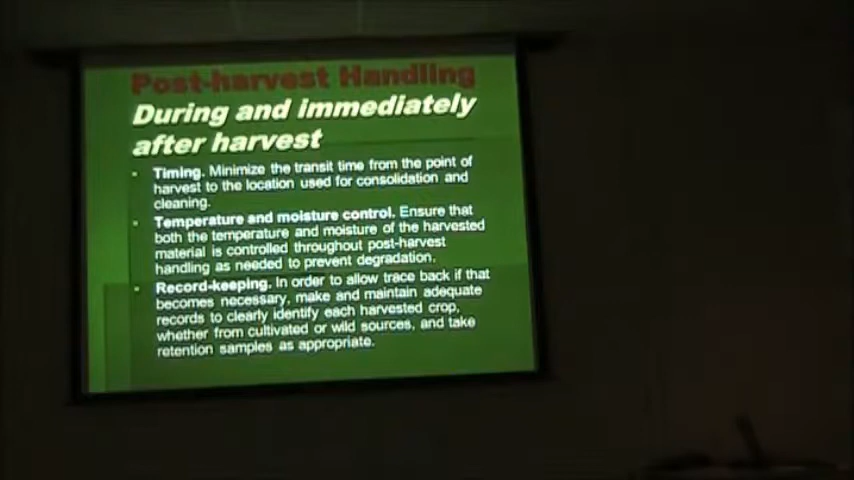 Post-harvest Handling
During and immediately
after harvest
• Timing. Minimize the transit time from the point of
harvest to the location used for consolidation and
cleaning.
• Temperature and moisture control. Ensure that
both the temperature and moisture of the harvested
material is controlled throughout post-harvest
handling as needed to prevent degradation.
• Record-keeping. In order to allow trace back if that
becomes necessary, make and maintain adequate
records to clearly identify each harvested crop,
whether from cultivated or wild sources, and take
retention samples as appropriate.